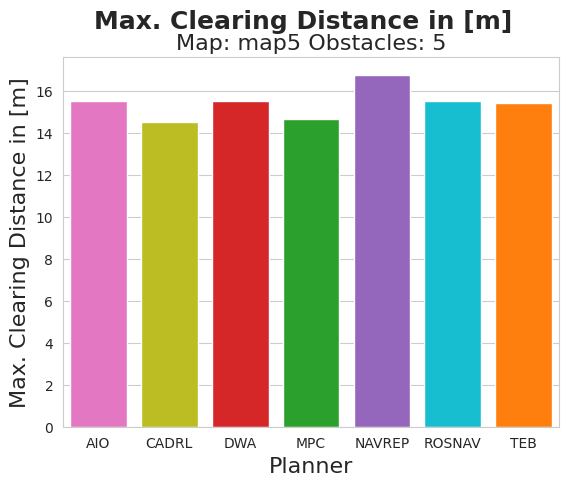 Max. Clearing Distance in [m]
Map: map5 Obstacles: 5
Max. Clearing Distance in [m]
16
14
12
10
8
6
4
2
0
AIO CADRL DWA MPC NAVREP ROSNAV TEB
Planner